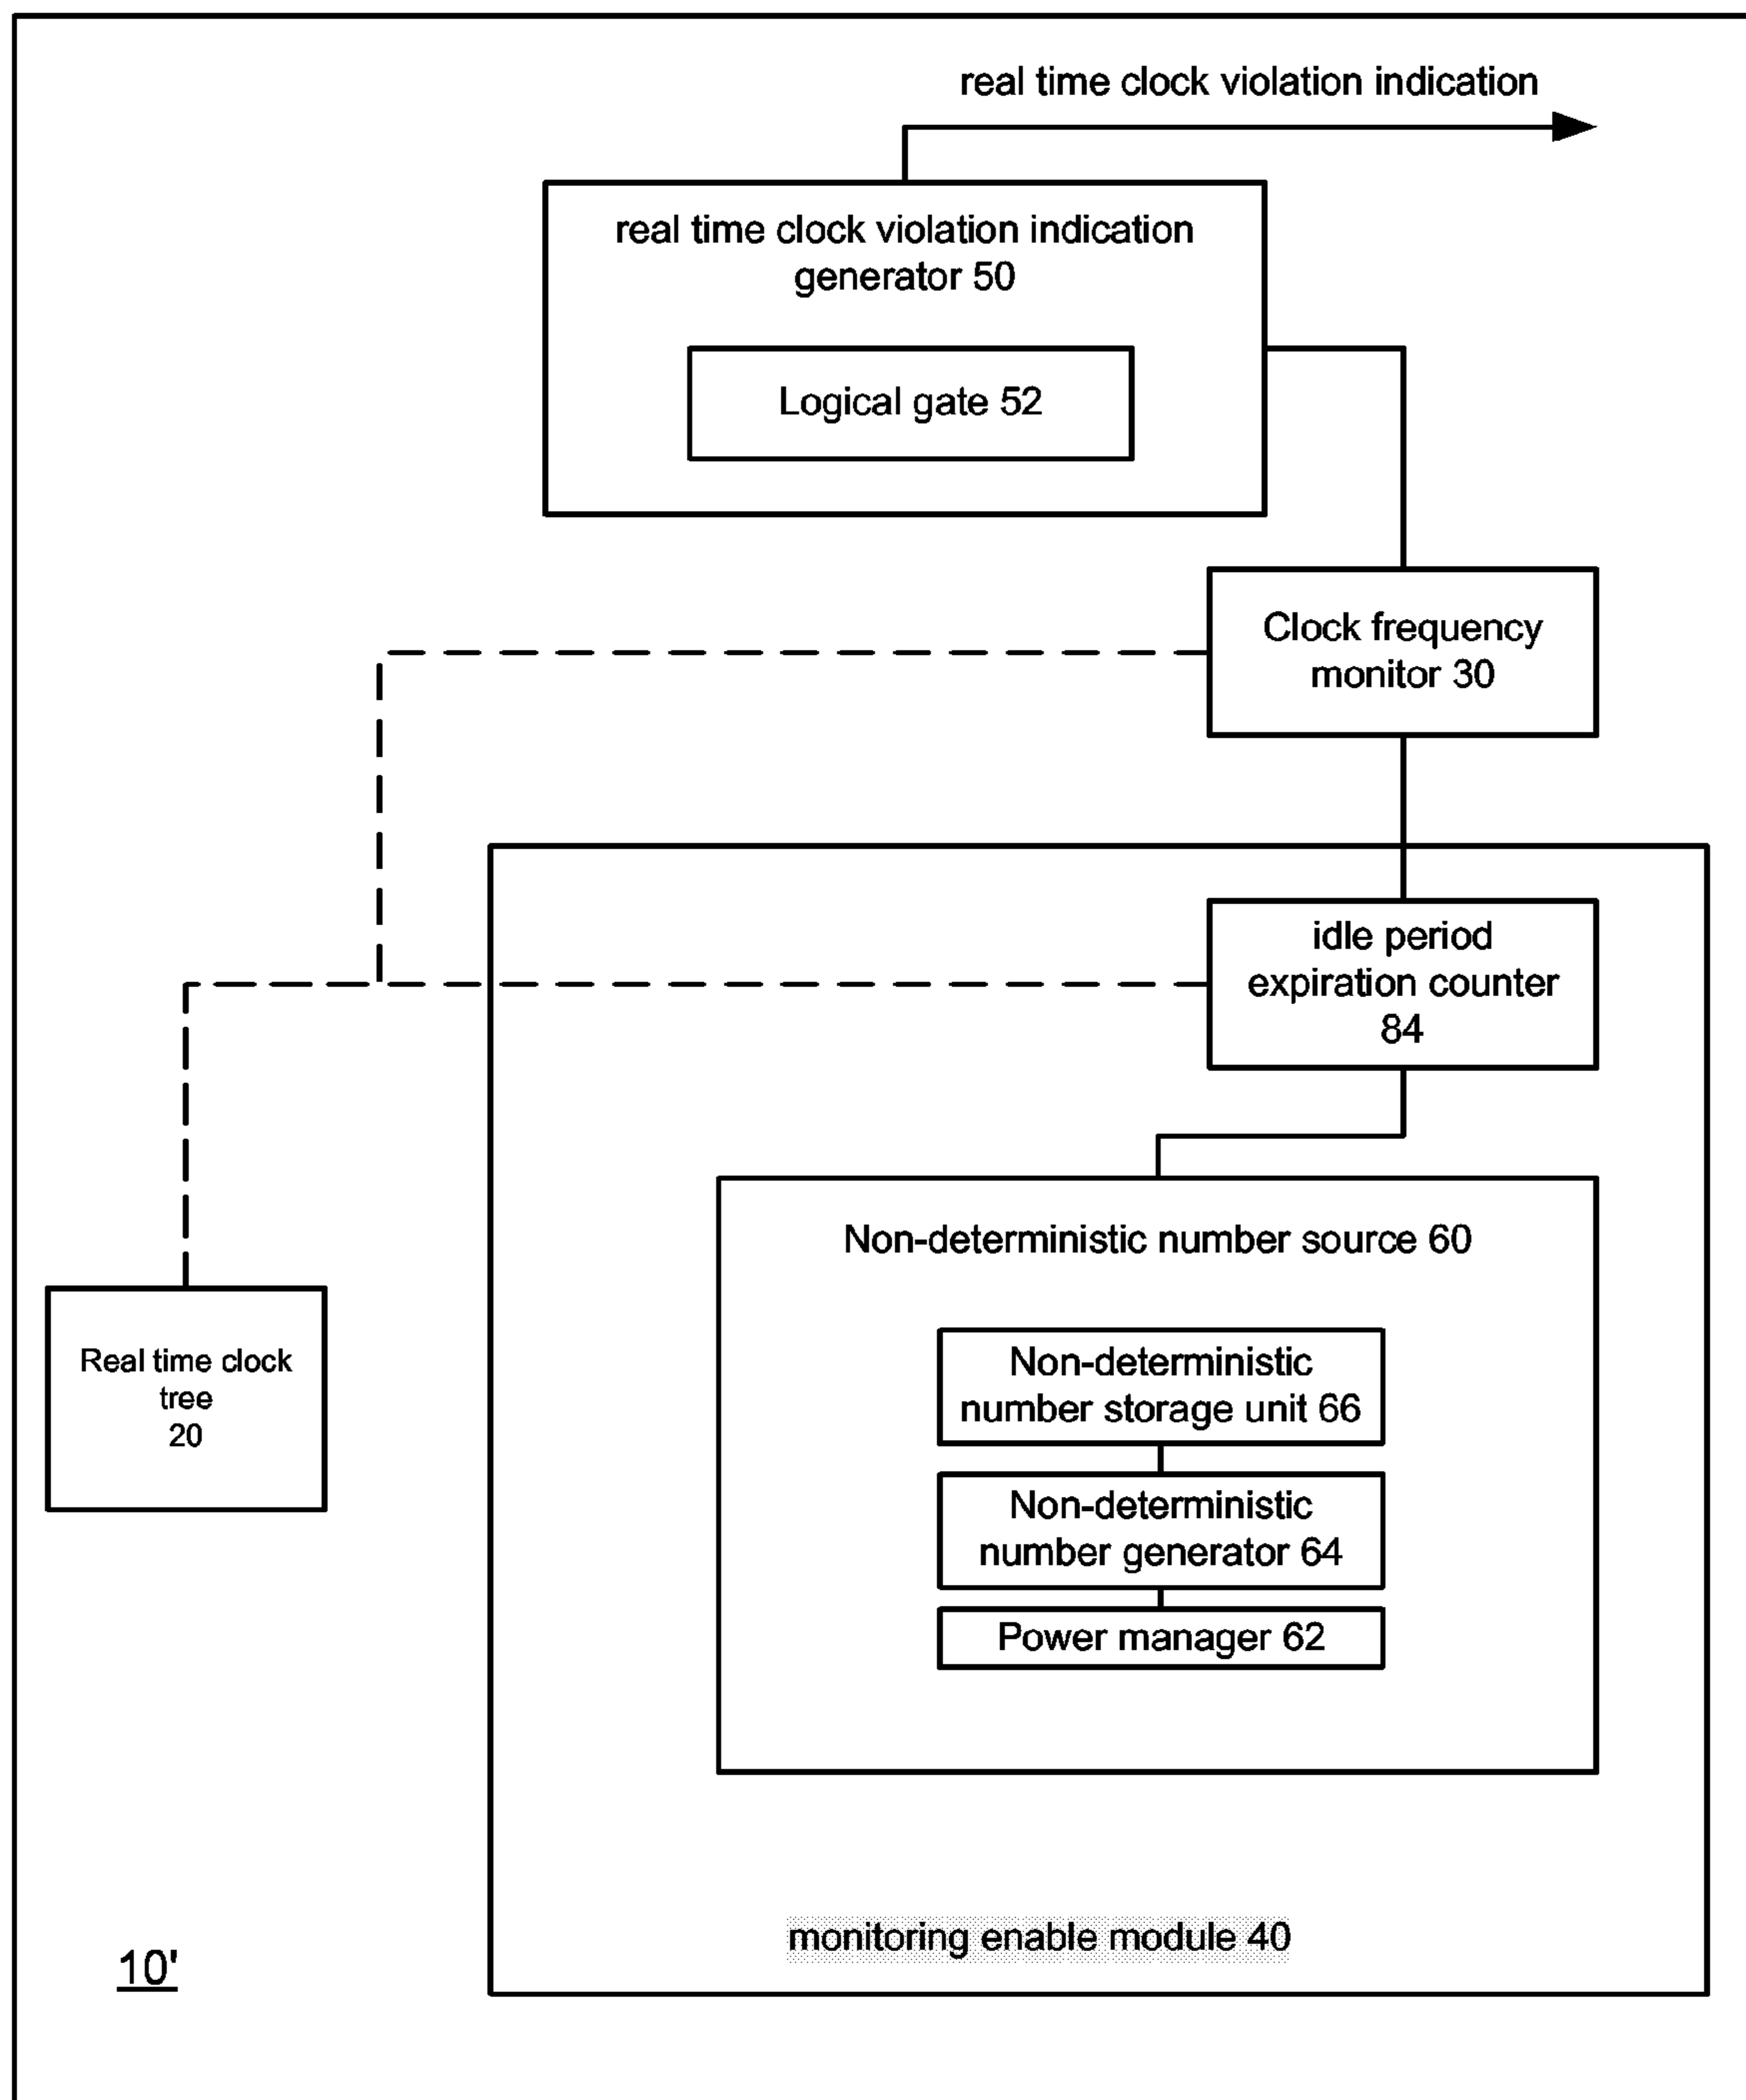 real time clock violation indication
real time clock violation indication
generator 50
Logical gate 52
Clock frequency
monitor 30
idle period
expiration counter
84
Non-deterministic number source 60
Real time clock
tree
20
Non-deterministic
number storage unit 66
Non-deterministic
number generator 64
Power manager 62
monitoring enable module 40
10'